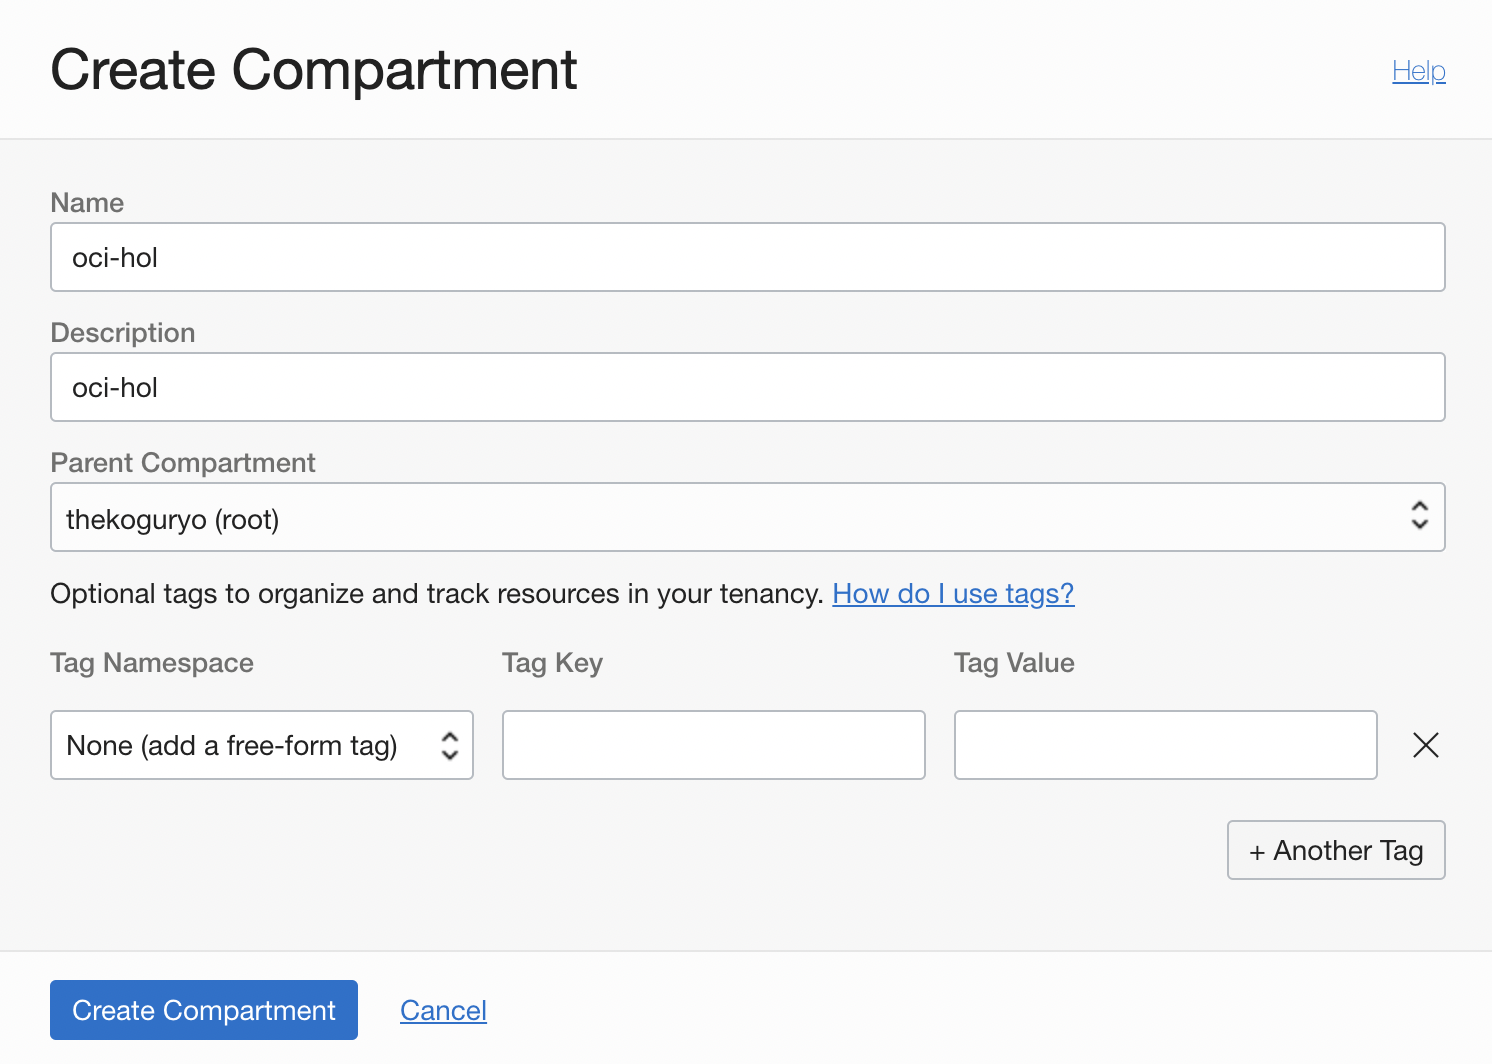 Create Compartment
Help
Name
oci-hol
Description
oci-hol
Parent Compartment
thekoguryo (root)
Optional tags to organize and track resources in your tenancy. How do I use tags?
Tag Namespace Tag Key Tag Value
None (add a free-form tag)
+ Another Tag
Create Compartment Cancel